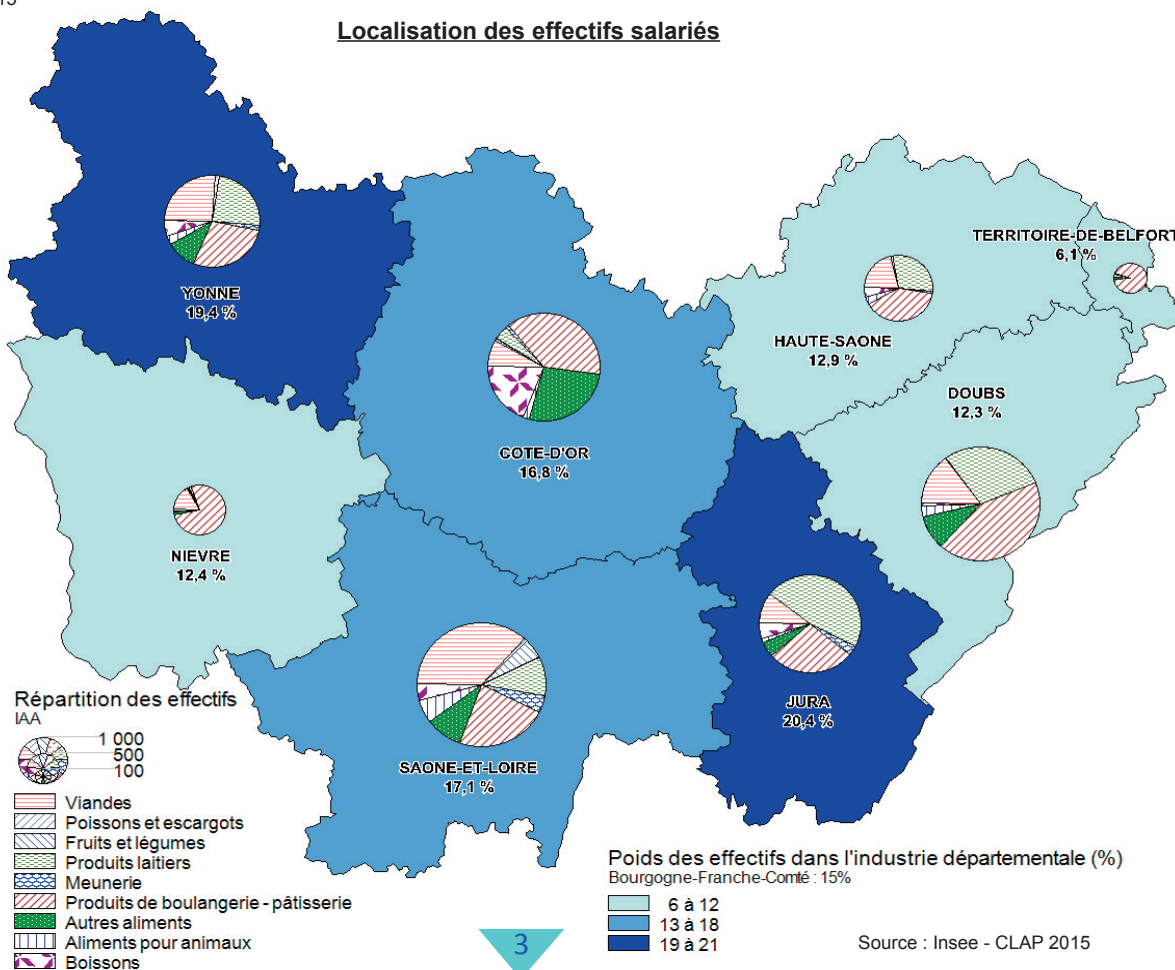 Localisation des effectifs salariés
YONNE
19,4 %
TERRITOIRE-DE-BELFORT
6,1 %
HAUTE-SAONE
12,9 %
DOUBS
12,3 %
COTE-D'OR
16,8 %
NIEVRE
12,4 %
JURA
20,4 %
SAONE-ET-LOIRE
17,1 %
Répartition des effectifs
IAA
1 000
500
100
Viandes
Poissons et escargots
Fruits et légumes
Produits laitiers
Meunerie
Produits de boulangerie - pâtisserie
Autres aliments
Aliments pour animaux
Boissons
Poids des effectifs dans l'industrie départementale (%)
Bourgogne-Franche-Comté : 15%
6 à 12
13 à 18
19 à 21
3
Source : Insee - CLAP 2015